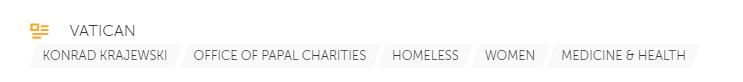 VATICAN
KONRAD KRAJEWSKI OFFICE OF PAPAL CHARITIES HOMELESS WOMEN MEDICINE & HEALTH